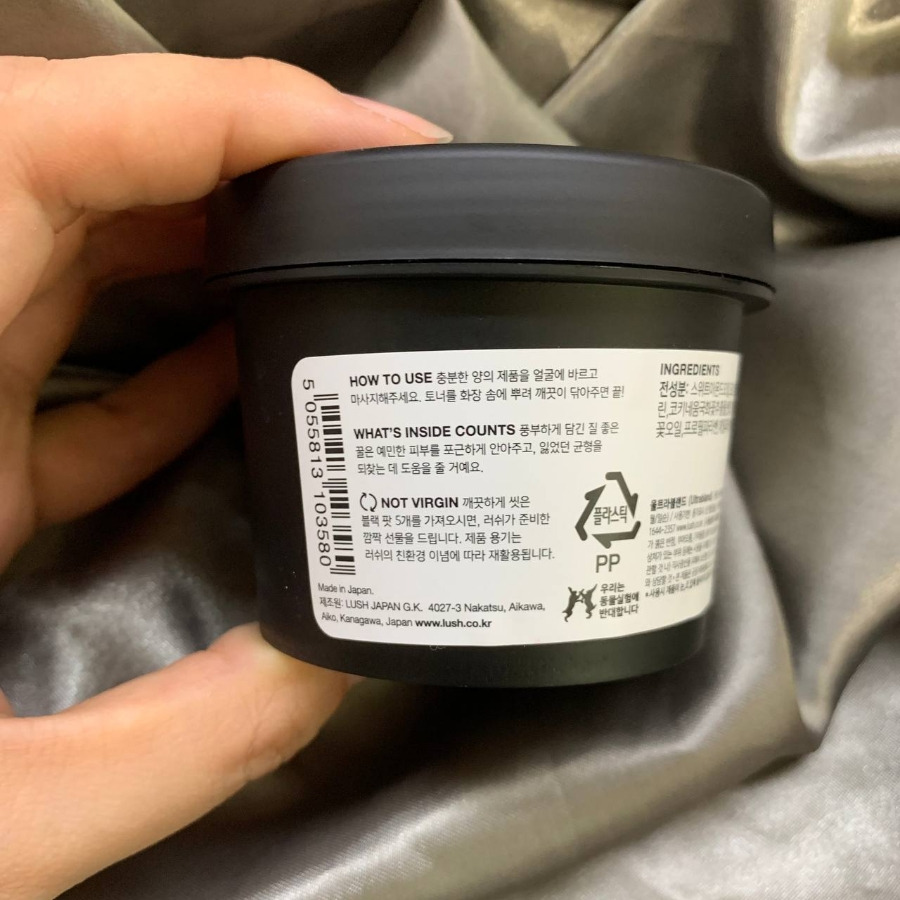 HOW TO USE 충분한 양의 제품을 얼굴에 바르고
마사지해주세요. 토너를 화장 솜에 뿌려 깨끗이 닦아주면 끝!
WHAT'S INSIDE COUNTS 풍부하게 담긴 질 좋은
꿀은 예민한 피부를 포근하게 안아주고, 잃었던 균형을
되찾는 데 도움을 줄 거예요.
NOT VIRGIN 깨끗하게 씻은
블랙 팟 5개를 가져오시면, 러쉬가 준비한
깜짝 선물을 드립니다. 제품 용기는
러쉬의 친환경 이념에 따라 재활용됩니다.
5 055813 103580
Made in Japan.
제조원: LUSH JAPAN G.K. 4027-3 Nakatsu, Aikawa,
Aiko, Kanagawa, Japan www.lush.co.kr
플라스틱
PP
우리는
동물실험에
반대합니다
INGREDIENTS
전성분:
울트라블랜드 (Ultrabland)
1644-2357